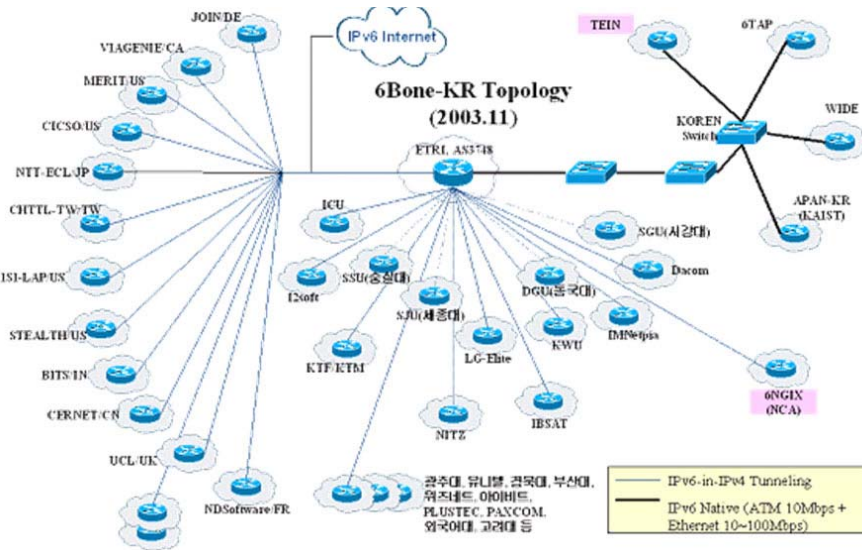 JOIN/DE
VIAGENIE/CA
MERIT/US
CICSO/US
NTT-ECL/JP
CHTTL-TW/TW
ISI-LAP/US
STEALTH/US
BITS/IN
CERNET/CN
UCL/UK
NDSoftware/FR
IPv6 Internet
6Bone-KR Topology
(2003.11)
ETRI, AS3748
TEIN
6TAP
KOREN
Switch
WIDE
APAN-KR
(KAIST)
ICU
I2soft
SSU(숭실대)
SJU(세종대)
KTF/KTM
NITZ
LG-Elite
IBSAT
KWU
DGU(동국대)
SGU(서강대)
Dacom
IMNetpia
6NGIX
(NCA)
광주대, 유니텔, 경북대, 부산대,
위즈네트, 아이비트,
PLUSTEC, PAXCOM,
외국어대, 고려대 등
IPv6-in-IPv4 Tunneling
IPv6 Native (ATM 10Mbps +
Ethernet 10~100Mbps)